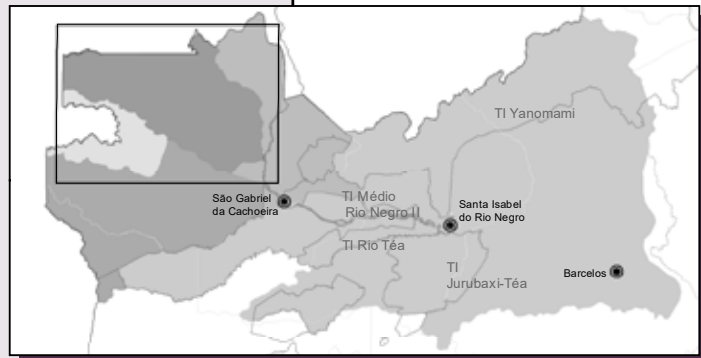 TI Yanomami
São Gabriel
da Cachoeira
TI Médio
Rio Negro II
Santa Isabel
do Rio Negro
TI Rio Téa
TI
Jurubaxi-Téa
Barcelos